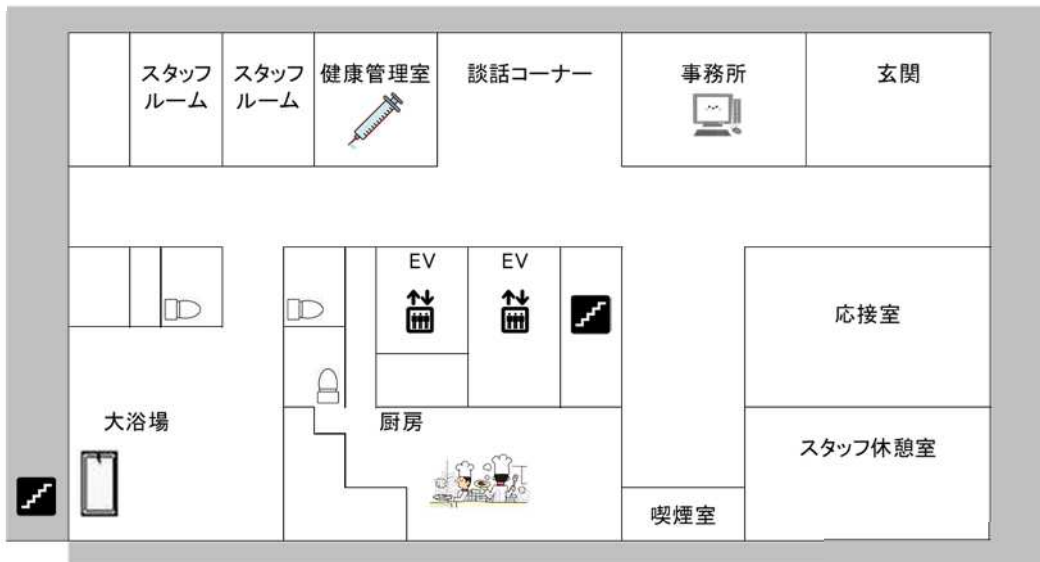 スタッフ
ルーム
スタッフ
ルーム
健康管理室
談話コーナー
事務所
玄関
EV
EV
応接室
大浴場
厨房
スタッフ休憩室
喫煙室